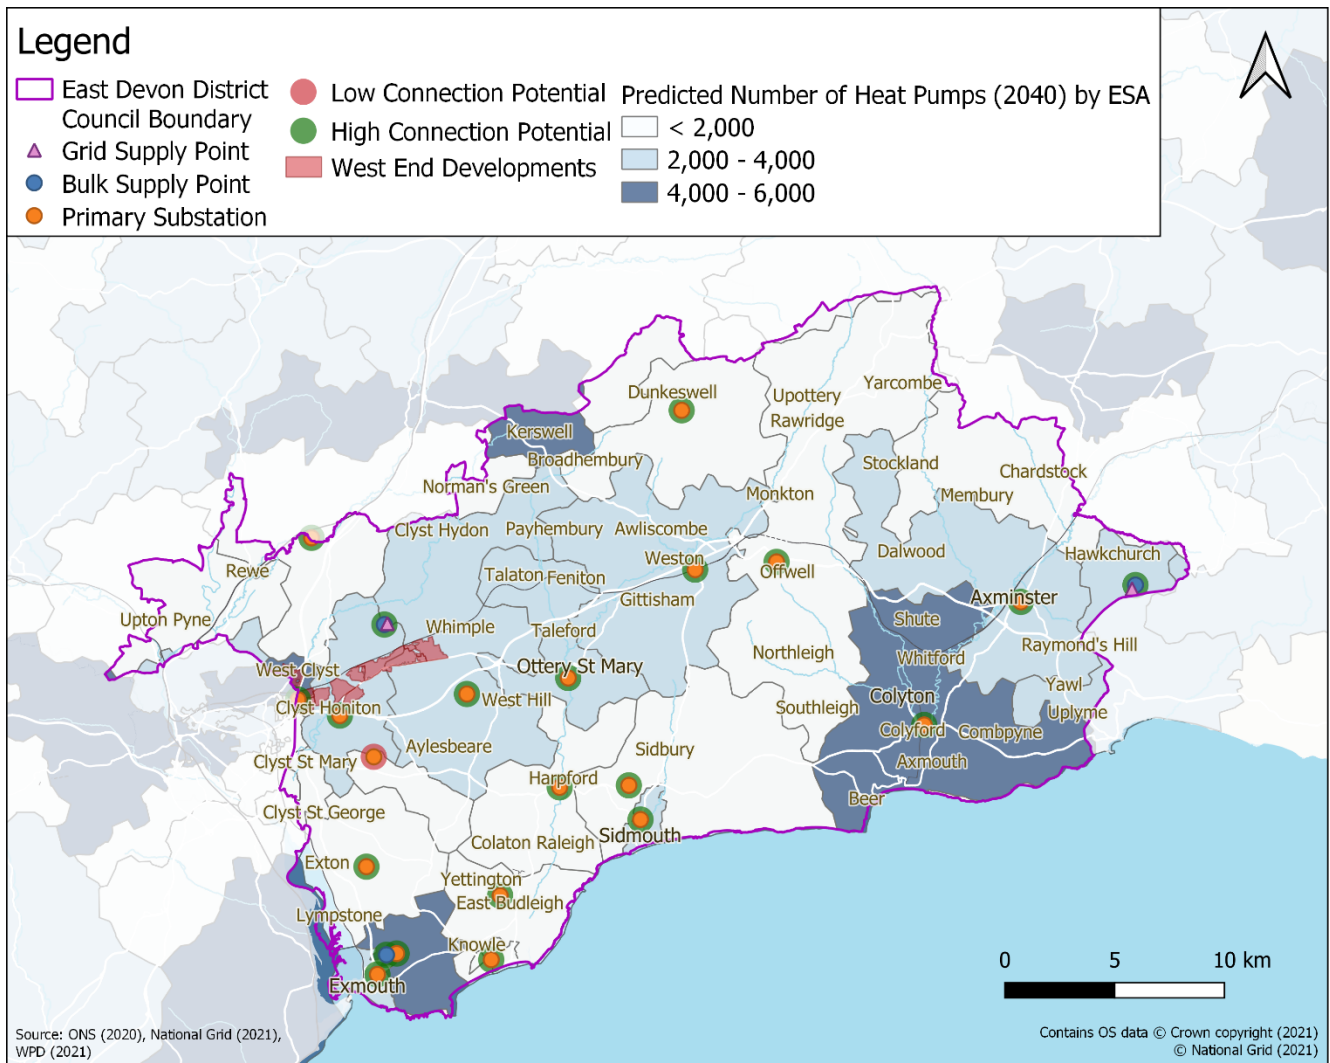 Legend
East Devon District
Council Boundary
Grid Supply Point
Bulk Supply Point
Primary Substation
Low Connection Potential
High Connection Potential
West End Developments
Predicted Number of Heat Pumps (2040) by ESA
< 2,000
2,000 - 4,000
4,000 - 6,000
Dunkeswell
Yarcombe
Upottery
Rawridge
Kerswell
Broadhembury
Stockland
Chardstock
Norman's Green
Monkton
Membury
Clyst Hydon
Payhembury
Awliscombe
Dalwood
Hawkchurch
Weston
Rewe
Talaton
Feniton
Offwell
Gittisham
Axminster
Upton Pyne
Whimple
Taleford
Shute
Raymond's Hill
Northleigh
Whitford
West Clyst
Ottery St Mary
Yawl
Clyst Honiton
West Hill
Southleigh
Colyton
Uplyme
Colyford
Combpyne
Aylesbeare
Sidbury
Clyst St Mary
Axmouth
Harpford
Beer
Clyst St George
Colaton Raleigh
Sidmouth
Exton
Yettington
East Budleigh
Lympstone
Knowle
Exmouth
0 5 10 km
Source: ONS (2020), National Grid (2021),
WPD (2021)
Contains OS data © Crown copyright (2021)
© National Grid (2021)